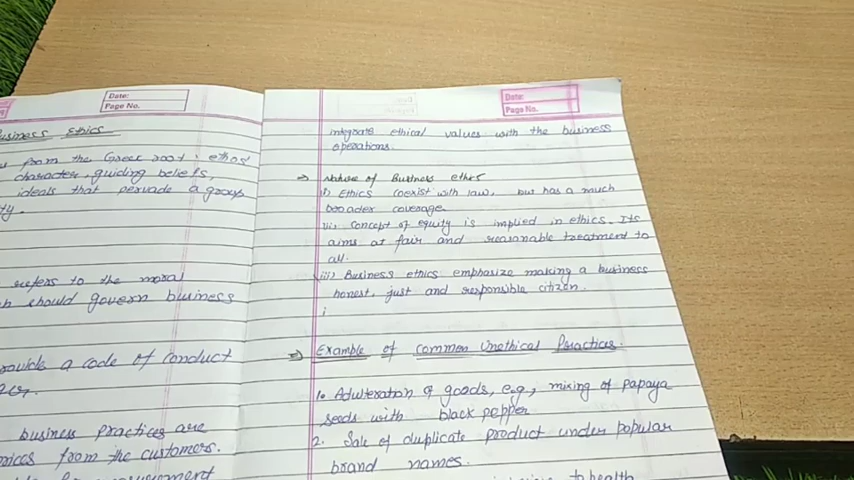 Date:
Page No.
Business Ethics
from the Greek root : ethos
character, guiding beliefs,
ideals that pervade a group
refers to the moral
should govern business
provide a code of conduct
business practices are
prices from the customers.
Date:
Page No.
integrate ethical values with the business
operations.
⇒ Nature of Business ethics
i) Ethics coexist with law, but has a much
broader coverage
ii) concept of equity is implied in ethics. Its
aims at fair and reasonable treatment to
all.
iii) Business ethics emphasize making a business
honest, just and responsible citizen.
i
⇒ Example of common Unethical Practices.
1. Adulteration of goods, e.g, mixing of papaya
seeds with black pepper
2. Sale of duplicate product under popular
brand names.
to health